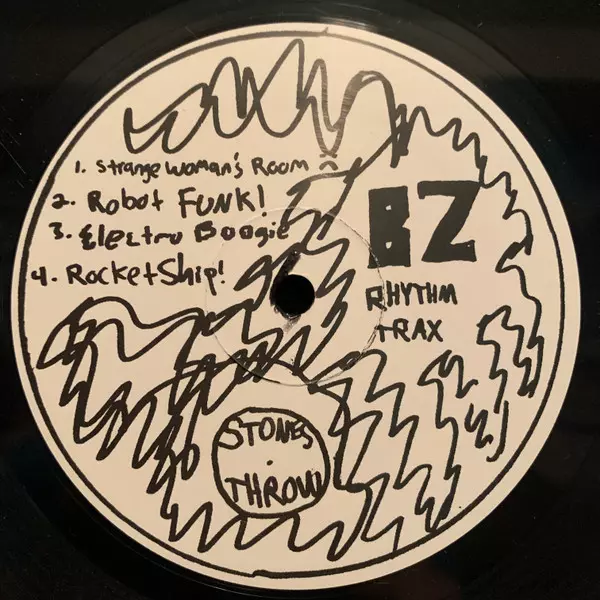 1. Strange Woman's Room
2. Robot FUNK!
3. Electro Boogie
4. RocketShip!
BZ
RHYTHM
TRAX
STONES
THROW